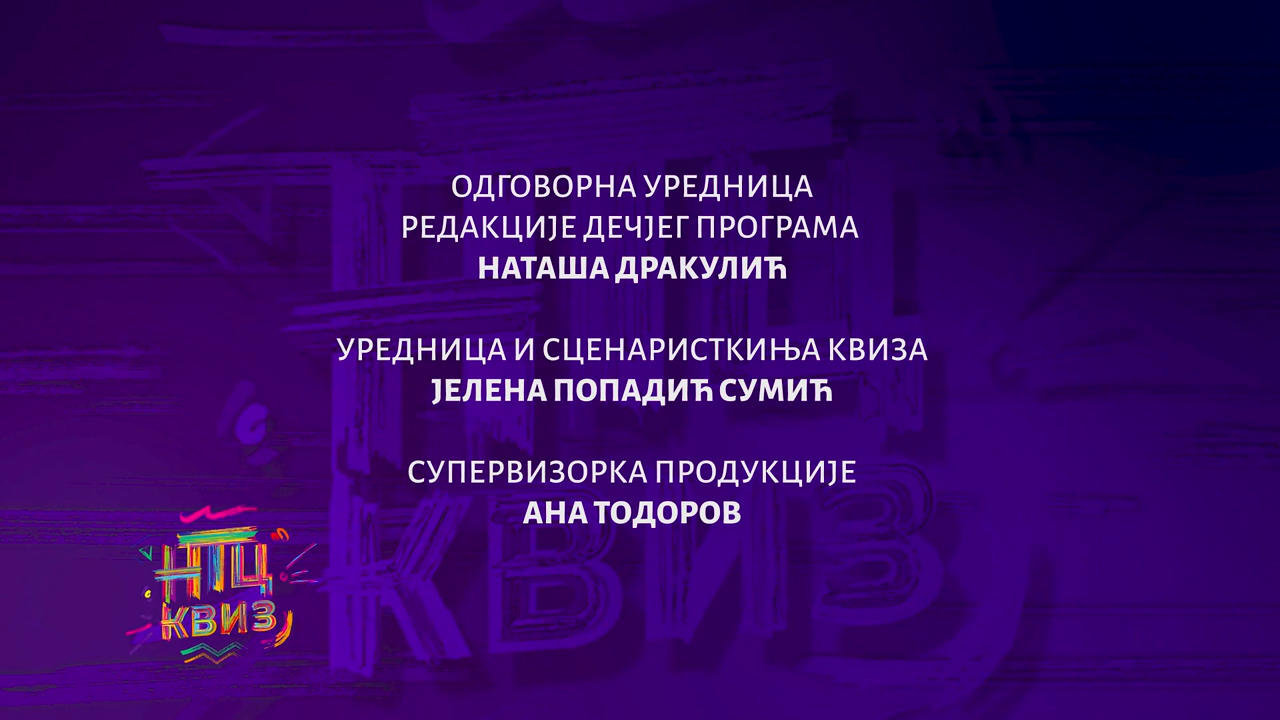 ОДГОВОРНА УРЕДНИЦА
РЕДАКЦИЈЕ ДЕЧЈЕГ ПРОГРАМА
НАТАША ДРАКУЛИЋ
УРЕДНИЦА И СЦЕНАРИСТКИЊА КВИЗА
ЈЕЛЕНА ПОПАДИЋ СУМИЋ
СУПЕРВИЗОРКА ПРОДУКЦИЈЕ
АНА ТОДОРОВ
НТЦ
КВИЗ